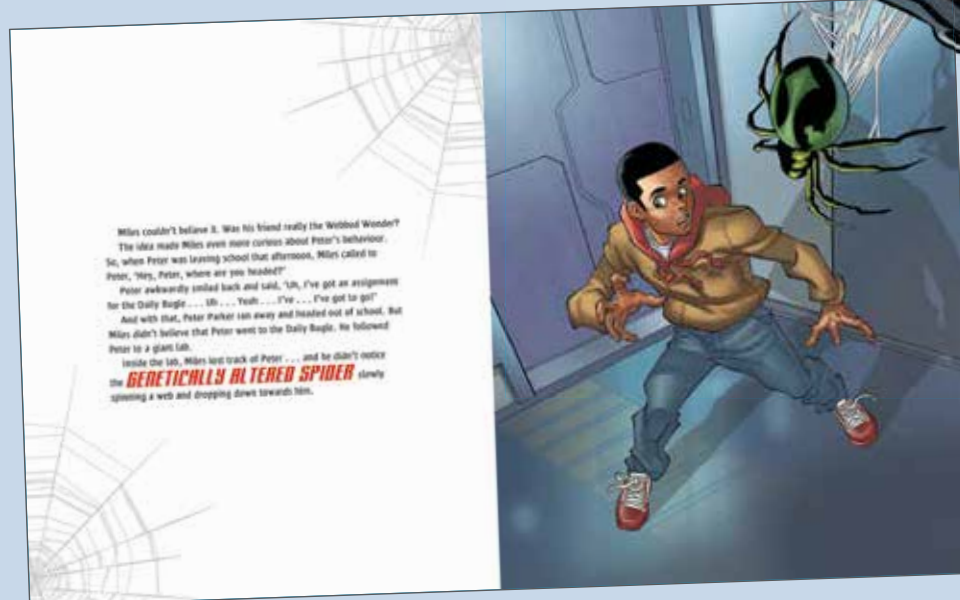 Miles couldn't believe it. Was his friend really the Webbed Wonder?
The idea made Miles even more curious about Peter's behaviour.
So, when Peter was leaving school that afternoon, Miles called to
Peter, "Hey, Peter, where are you headed?"
Peter awkwardly smiled back and said, "Uh, I've got an assignment
for the Daily Bugle . . . Uh . . . Yeah . . . I've . . . I've got to go!"
And with that, Peter Parker ran away and headed out of school. But
Miles didn't believe that Peter went to the Daily Bugle. He followed
Peter to a giant lab.
Inside the lab, Miles lost track of Peter . . . and he didn't notice
the GENETICALLY ALTERED SPIDER slowly
spinning a web and dropping down towards him.